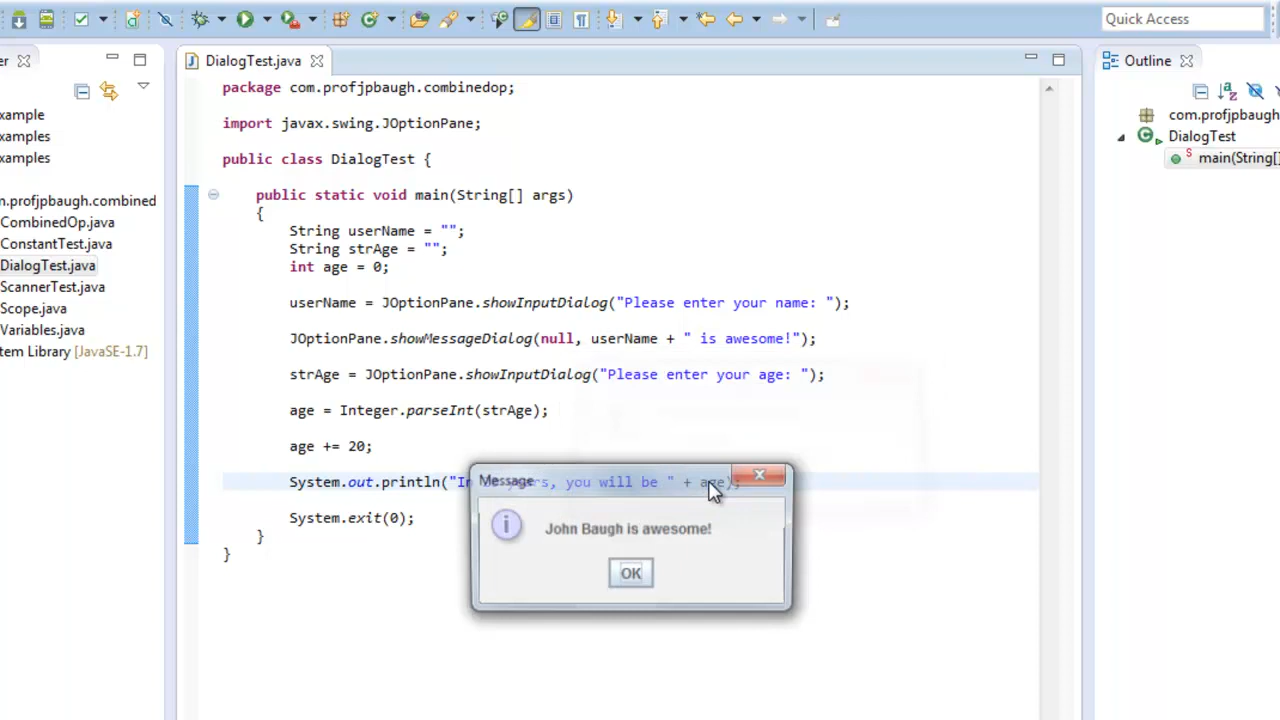 Quick Access
er
DialogTest.java
Outline
xample
xamples
xamples
m.profjpbaugh.combined
CombinedOp.java
ConstantTest.java
DialogTest.java
ScannerTest.java
Scope.java
Variables.java
tem Library [JavaSE-1.7]
package com.profjpbaugh.combinedop;
import javax.swing.JOptionPane;
public class DialogTest {
public static void main(String[] args)
{
String userName = "";
String strAge = "";
int age = 0;
userName = JOptionPane.showInputDialog("Please enter your name: ");
JOptionPane.showMessageDialog(null, userName + " is awesome!");
strAge = JOptionPane.showInputDialog("Please enter your age: ");
age = Integer.parseInt(strAge);
age += 20;
System.out.println("In years, you will be " + age);
System.exit(0);
}
}
Message
John Baugh is awesome!
OK
com.profjpbaugh
DialogTest
main(String[]